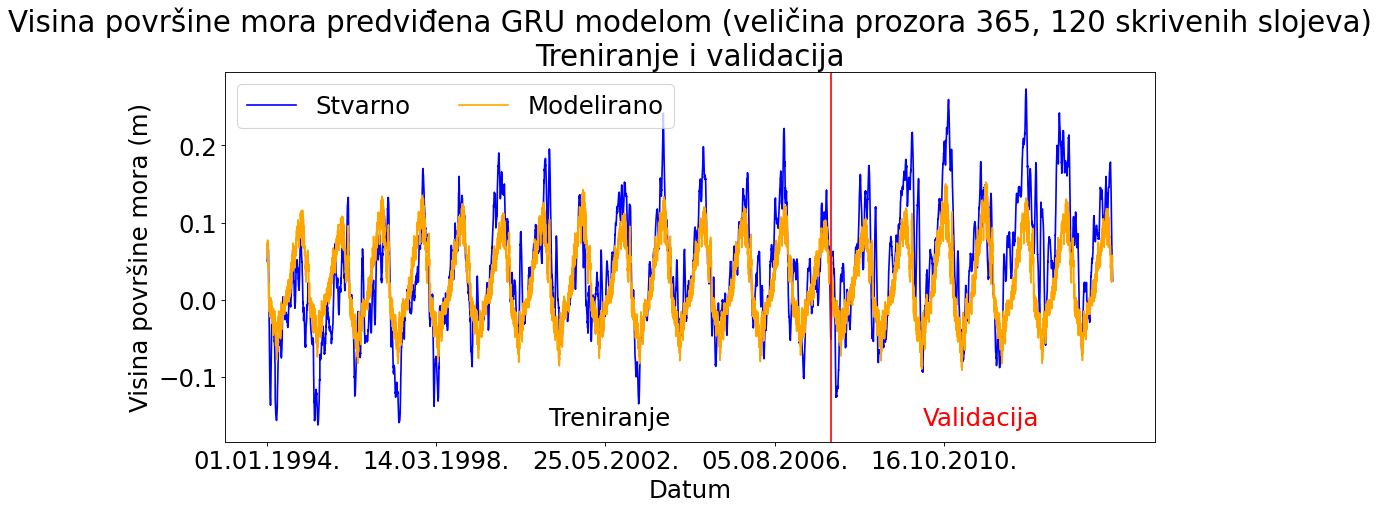 Visina površine mora predviđena GRU modelom (veličina prozora 365, 120 skrivenih slojeva)
Treniranje i validacija
Stvarno
Modelirano
Visina površine mora (m)
0.2
0.1
0.0
−0.1
Treniranje
Validacija
01.01.1994.
14.03.1998.
25.05.2002.
05.08.2006.
16.10.2010.
Datum